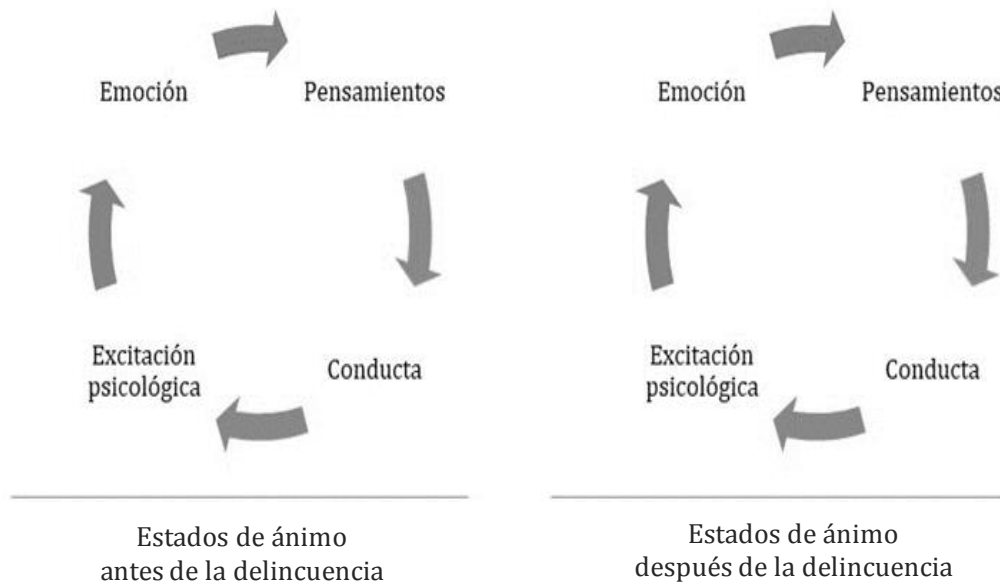 Emoción
Pensamientos
Excitación
psicológica
Conducta
Estados de ánimo
antes de la delincuencia
Emoción
Pensamientos
Excitación
psicológica
Conducta
Estados de ánimo
después de la delincuencia